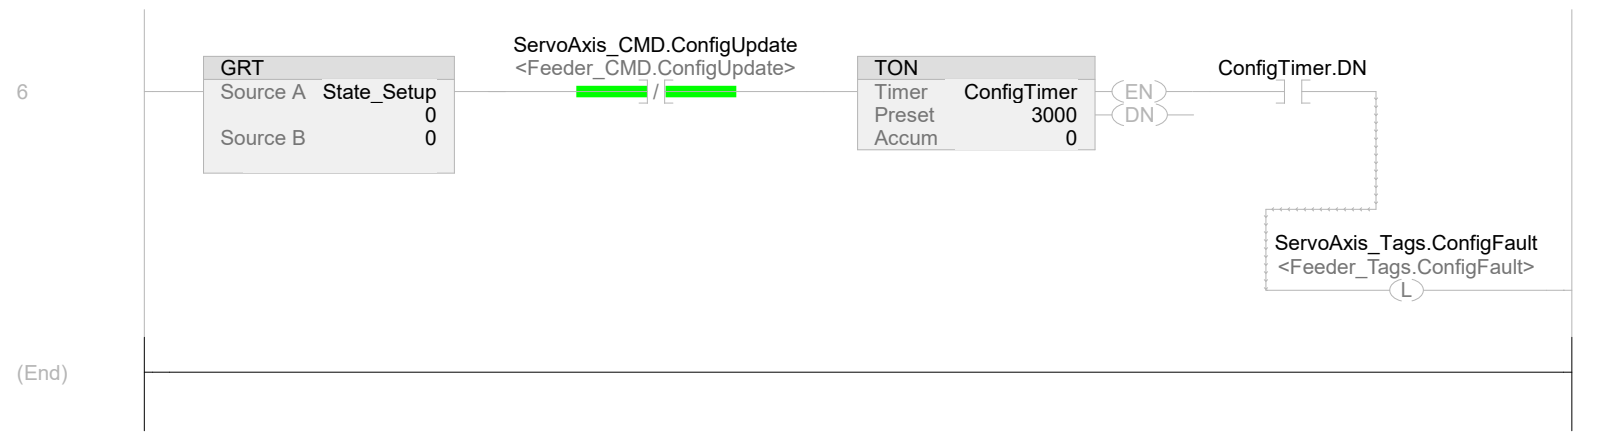 6
GRT
Source A State_Setup
0
Source B 0
ServoAxis_CMD.ConfigUpdate
<Feeder_CMD.ConfigUpdate>
/
TON
Timer ConfigTimer
Preset 3000
Accum 0
EN
DN
ConfigTimer.DN
ServoAxis_Tags.ConfigFault
<Feeder_Tags.ConfigFault>
L
(End)